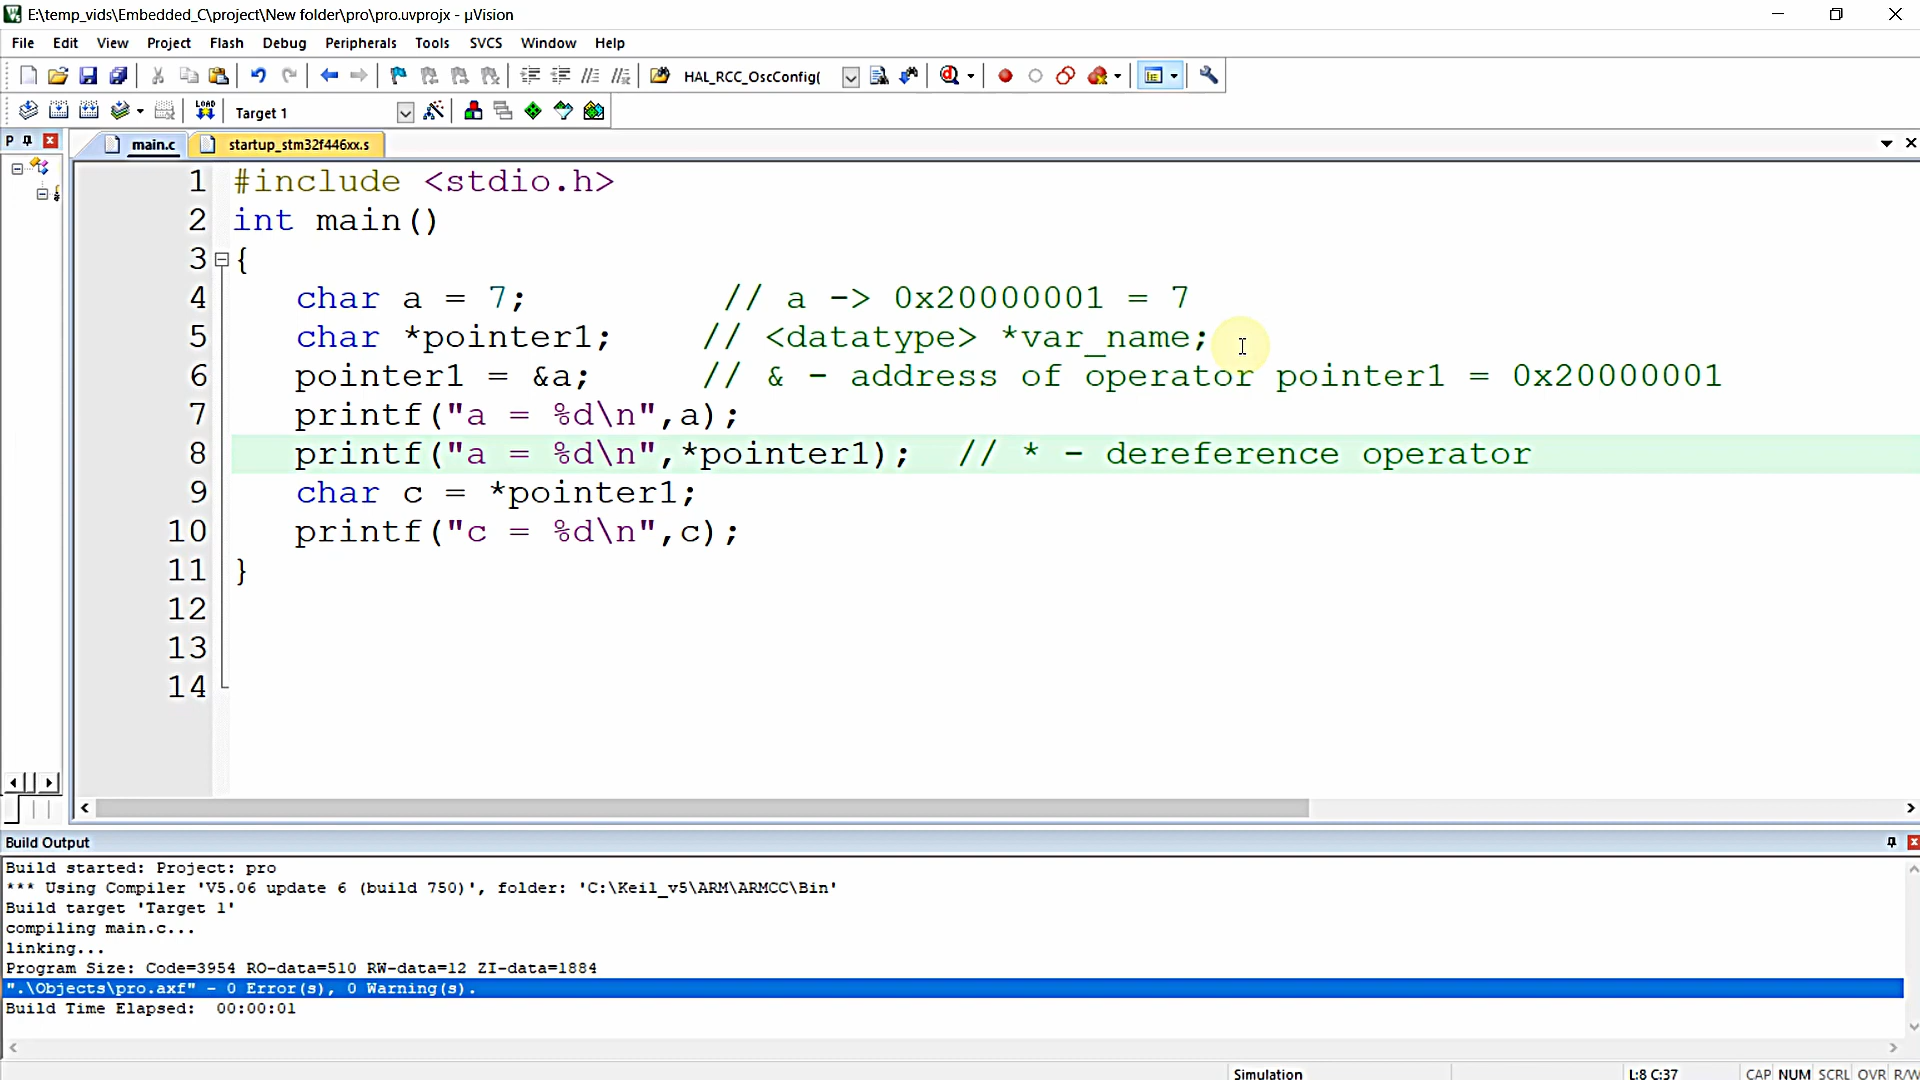 E:\temp_vids\Embedded_C\project\New folder\pro\pro.uvprojx - µVision
File Edit View Project Flash Debug Peripherals Tools SVCS Window Help
HAL_RCC_OscConfig(
LOAD Target 1
P
main.c startup_stm32f446xx.s
1 #include <stdio.h>
2 int main()
3 {
4 char a = 7; // a -> 0x20000001 = 7
5 char *pointer1; // <datatype> *var_name;
6 pointer1 = &a; // & - address of operator pointer1 = 0x20000001
7 printf("a = %d\n",a);
8 printf("a = %d\n",*pointer1); // * - dereference operator
9 char c = *pointer1;
10 printf("c = %d\n",c);
11 }
12
13
14
Build Output
Build started: Project: pro
*** Using Compiler 'V5.06 update 6 (build 750)', folder: 'C:\Keil_v5\ARM\ARMCC\Bin'
Build target 'Target 1'
compiling main.c...
linking...
Program Size: Code=3954 RO-data=510 RW-data=12 ZI-data=1884
".\Objects\pro.axf" - 0 Error(s), 0 Warning(s).
Build Time Elapsed: 00:00:01
Simulation L:8 C:37 CAP NUM SCRL OVR R/W